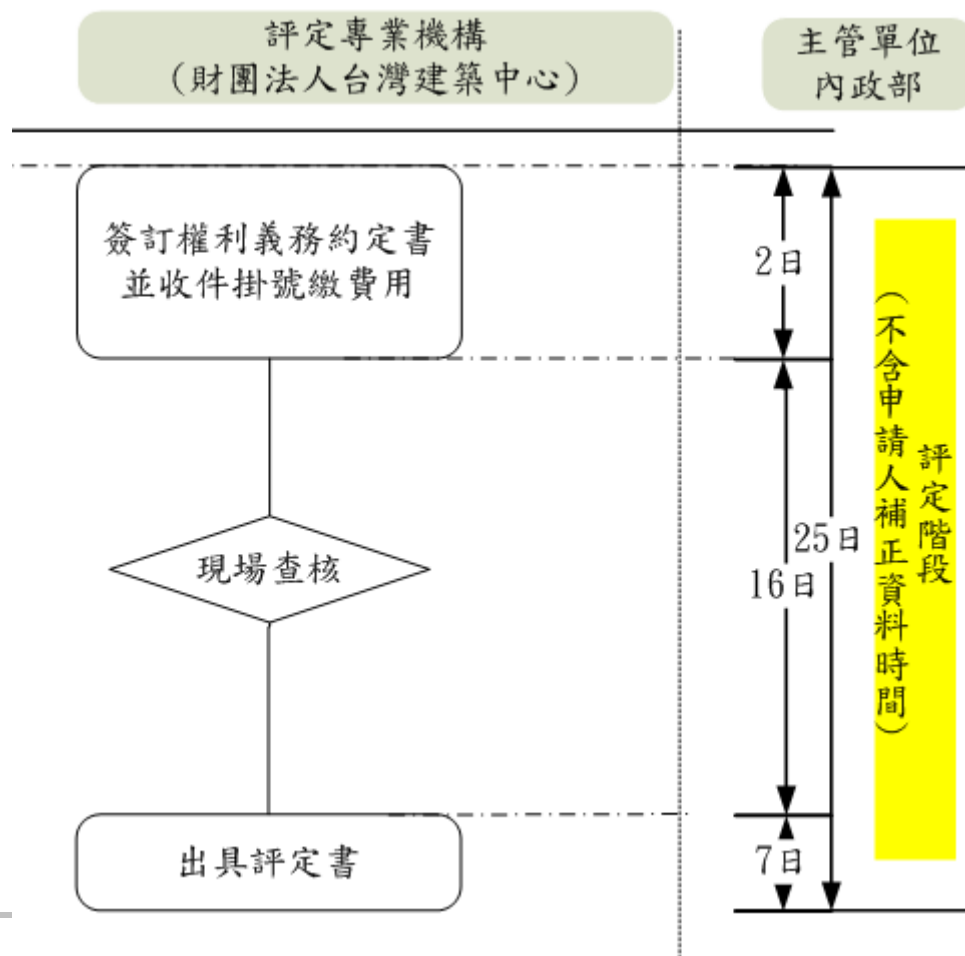 評定專業機構
（財團法人台灣建築中心）
主管單位
內政部
簽訂權利義務約定書
並收件掛號繳費用
2日
現場查核
16日
25日
出具評定書
7日
評定階段
（不含申請人補正資料時間）